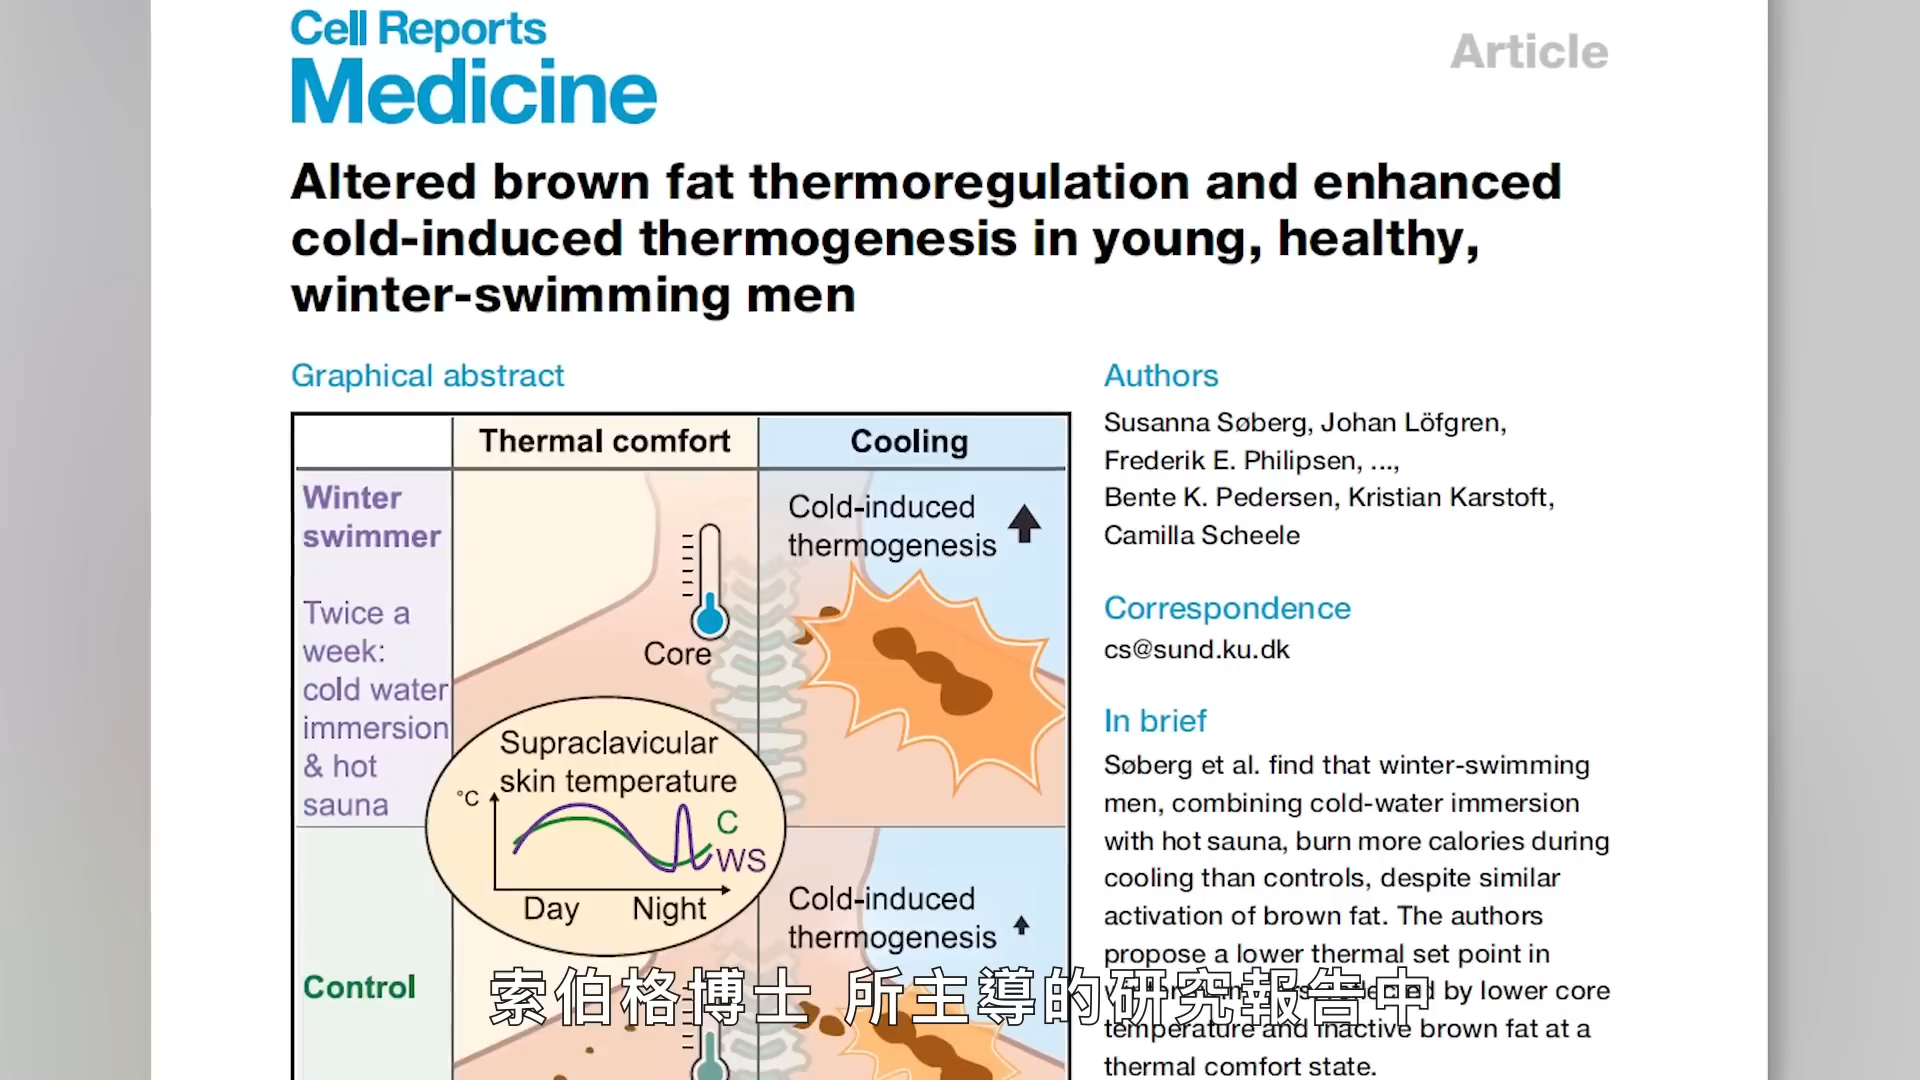 Cell Reports
Medicine
Article
Altered brown fat thermoregulation and enhanced
cold-induced thermogenesis in young, healthy,
winter-swimming men
Graphical abstract
Thermal comfort
Cooling
Winter
swimmer
Twice a
week:
cold water
immersion
& hot
sauna
Core
Cold-induced
thermogenesis
Supraclavicular
skin temperature
°C
C
WS
Day
Night
Control
Cold-induced
thermogenesis
Authors
Susanna Søberg, Johan Löfgren,
Frederik E. Philipsen, ...,
Bente K. Pedersen, Kristian Karstoft,
Camilla Scheele
Correspondence
cs@sund.ku.dk
In brief
Søberg et al. find that winter-swimming
men, combining cold-water immersion
with hot sauna, burn more calories during
cooling than controls, despite similar
activation of brown fat. The authors
propose a lower thermal set point in
by lower core
temperature and inactive brown fat at a
thermal comfort state.
索伯格博士 所主導的研究報告中